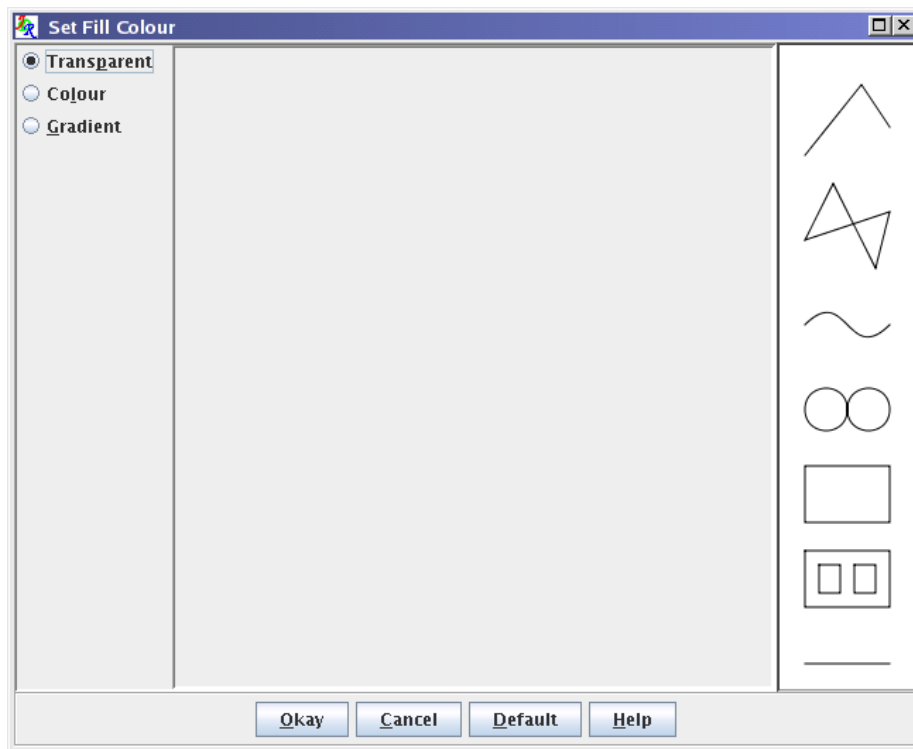 Set Fill Colour
Transparent
Colour
Gradient
Okay Cancel Default Help